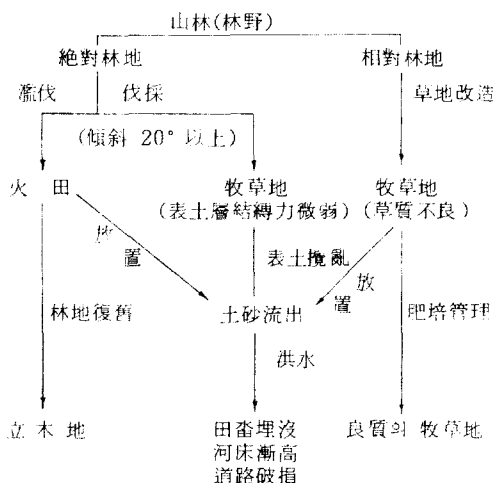 山林(林野)
絶對林地 相對林地
濫伐 伐採 草地改造
(傾斜 20° 以上)
火 田 牧草地 牧草地
(表土層結縛力微弱) (草質不良)
放置 表土攪亂 放置
林地復舊 土砂流出 肥培管理
洪水
立木地 田畓埋沒 良質의 牧草地
河床漸高
道路破損